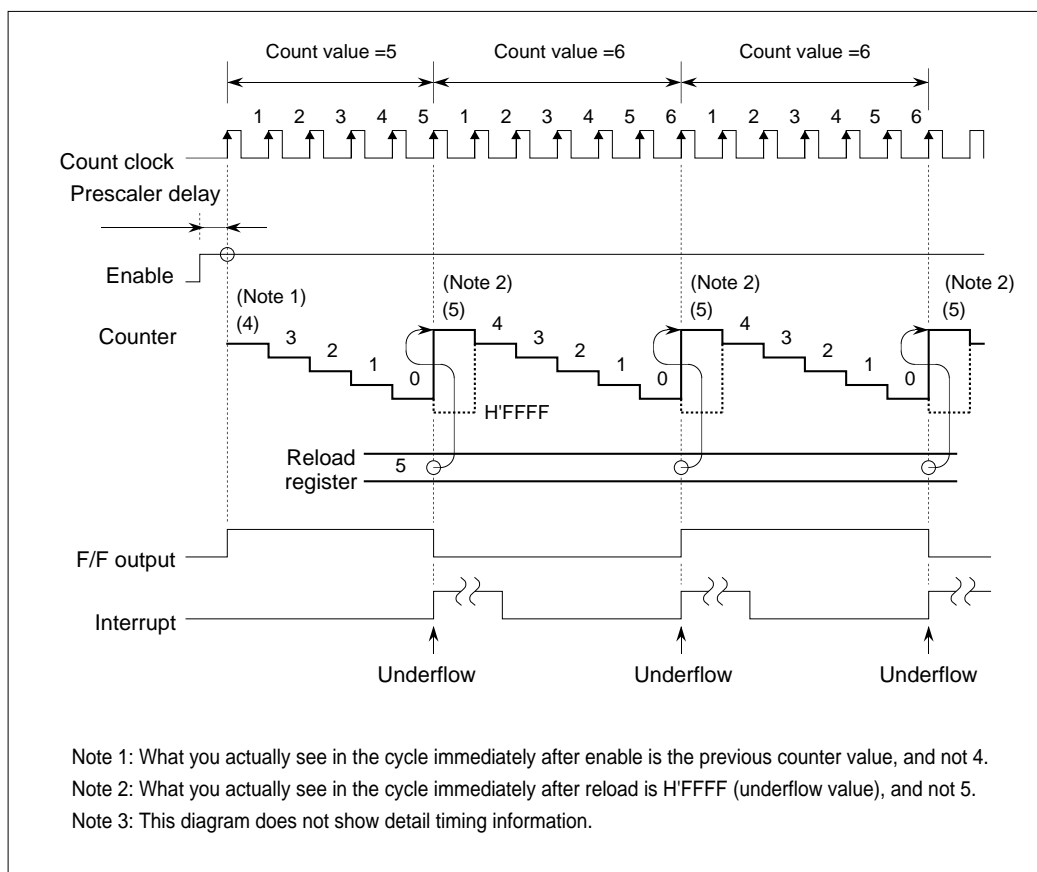 Count value =5
Count value =6
Count value =6
1 2 3 4 5 1 2 3 4 5 6 1 2 3 4 5 6
Count clock
Prescaler delay
Enable
(Note 1)
(Note 2)
(Note 2)
(Note 2)
Counter
(4) 3 2 1 0 (5) 4 3 2 1 0 (5) 4 3 2 1 0 (5)
H'FFFF
Reload
register
5
F/F output
Interrupt
Underflow
Underflow
Underflow
Note 1: What you actually see in the cycle immediately after enable is the previous counter value, and not 4.
Note 2: What you actually see in the cycle immediately after reload is H'FFFF (underflow value), and not 5.
Note 3: This diagram does not show detail timing information.